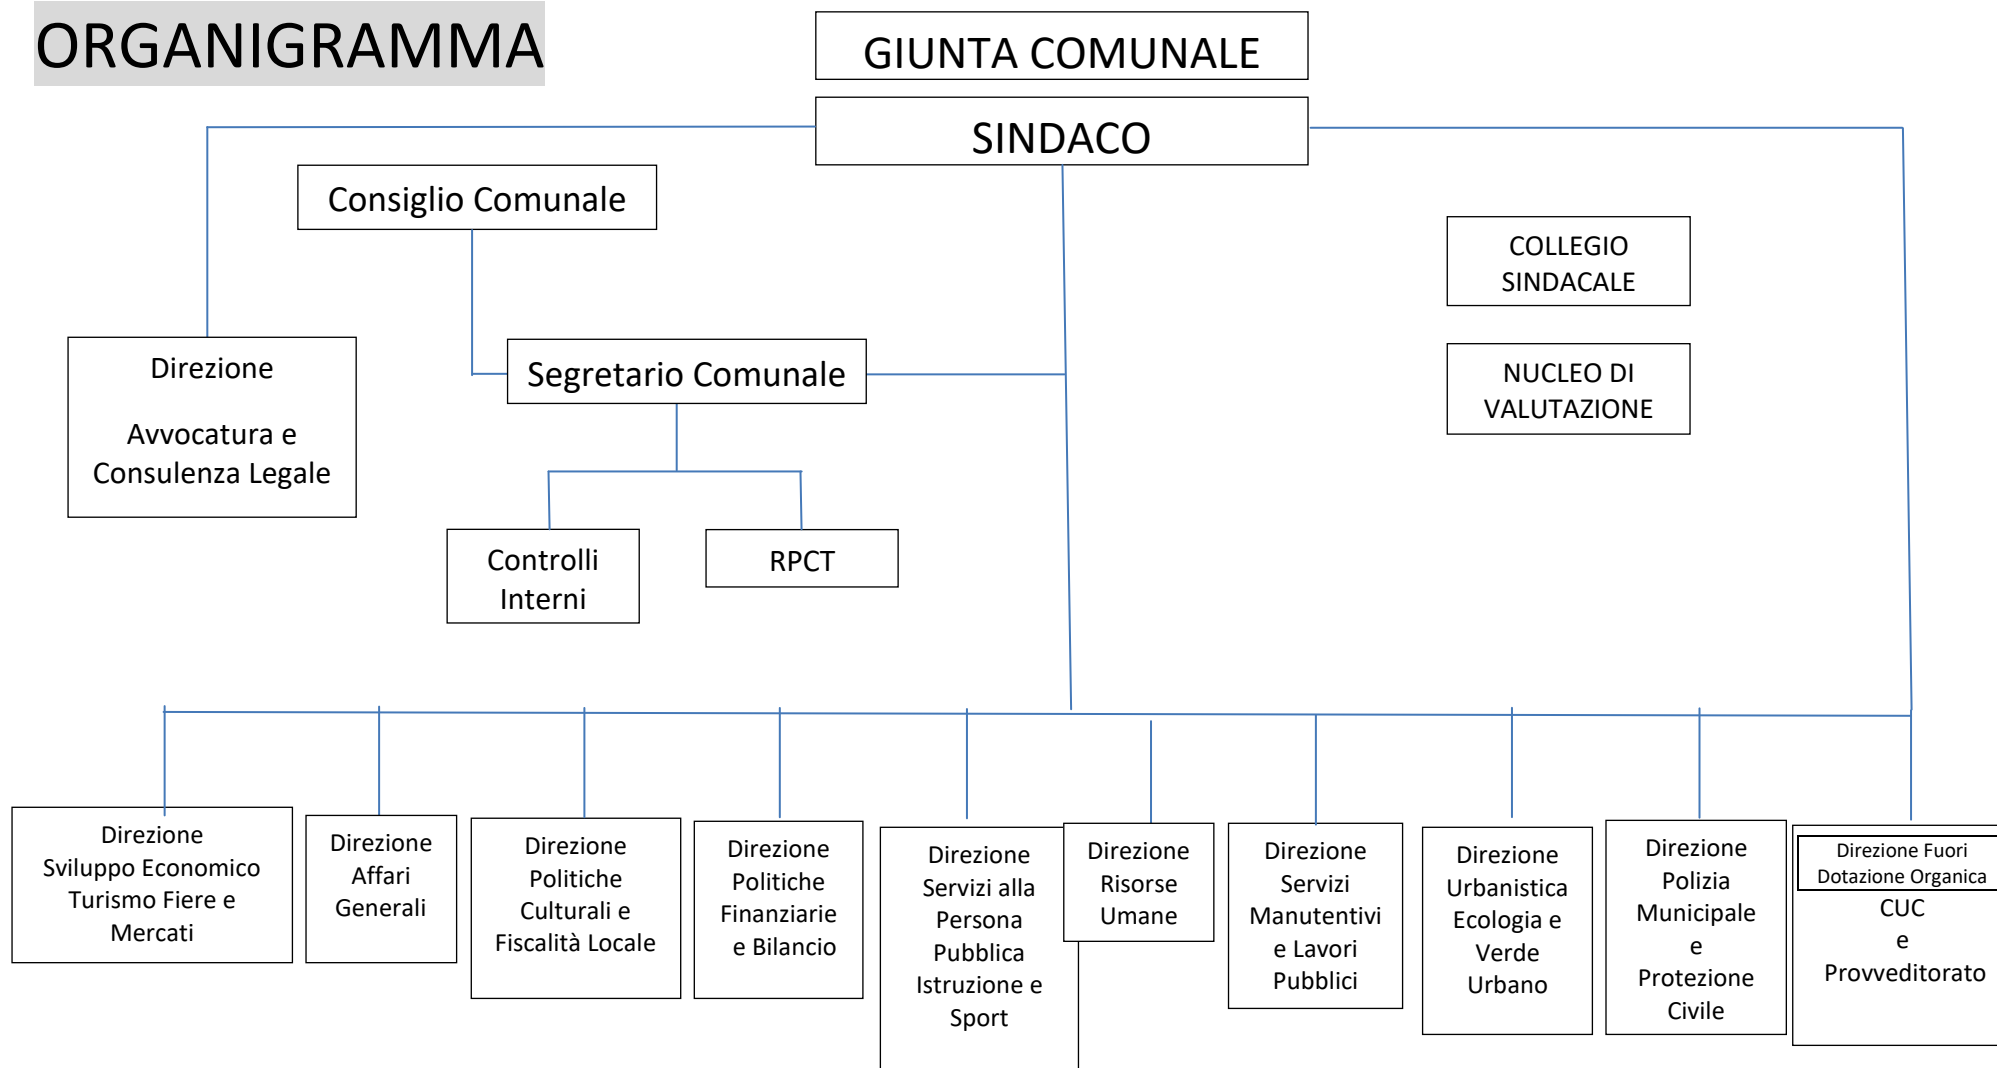 ORGANIGRAMMA
GIUNTA COMUNALE
SINDACO
Consiglio Comunale
COLLEGIO
SINDACALE
Direzione
Avvocatura e
Consulenza Legale
Segretario Comunale
NUCLEO DI
VALUTAZIONE
Controlli
Interni
RPCT
Direzione
Sviluppo Economico
Turismo Fiere e
Mercati
Direzione
Affari
Generali
Direzione
Politiche
Culturali e
Fiscalità Locale
Direzione
Politiche
Finanziarie
e Bilancio
Direzione
Servizi alla
Persona
Pubblica
Istruzione e
Sport
Direzione
Risorse
Umane
Direzione
Servizi
Manutentivi
e Lavori
Pubblici
Direzione
Urbanistica
Ecologia e
Verde
Urbano
Direzione
Polizia
Municipale
e
Protezione
Civile
Direzione Fuori
Dotazione Organica
CUC
e
Provveditorato